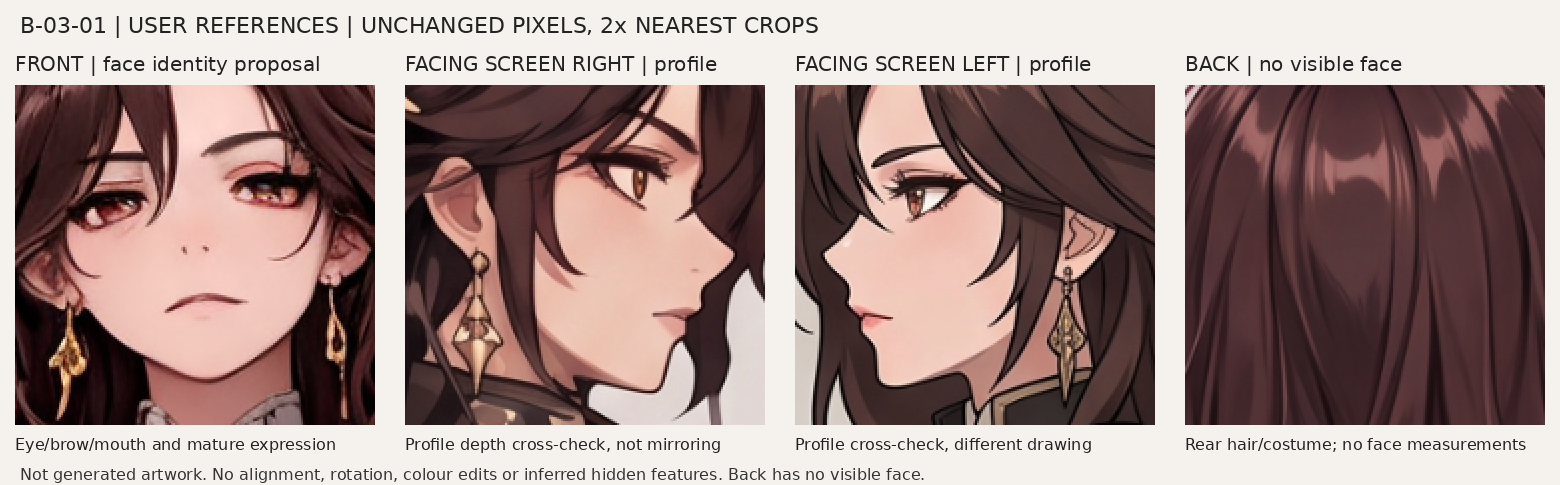 B-03-01 | USER REFERENCES | UNCHANGED PIXELS, 2x NEAREST CROPS
FRONT | face identity proposal
FACING SCREEN RIGHT | profile
FACING SCREEN LEFT | profile
BACK | no visible face
Eye/brow/mouth and mature expression
Profile depth cross-check, not mirroring
Profile cross-check, different drawing
Rear hair/costume; no face measurements
Not generated artwork. No alignment, rotation, colour edits or inferred hidden features. Back has no visible face.